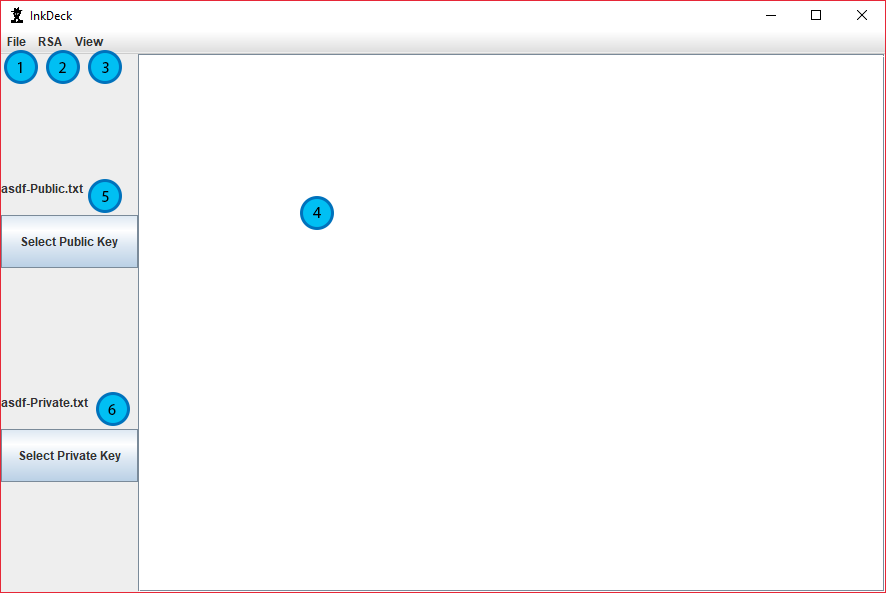 InkDeck
File RSA View
1 2 3
asdf-Public.txt 5
4
Select Public Key
asdf-Private.txt 6
Select Private Key